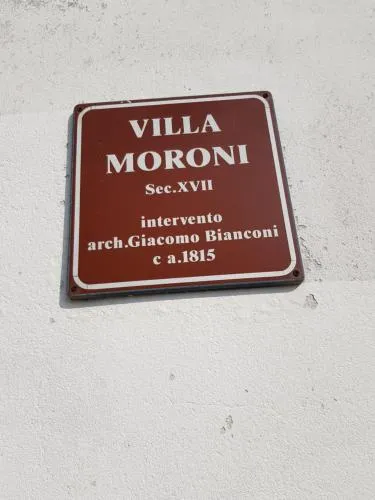 VILLA
MORONI
Sec.XVII
intervento
arch.Giacomo Bianconi
c a.1815